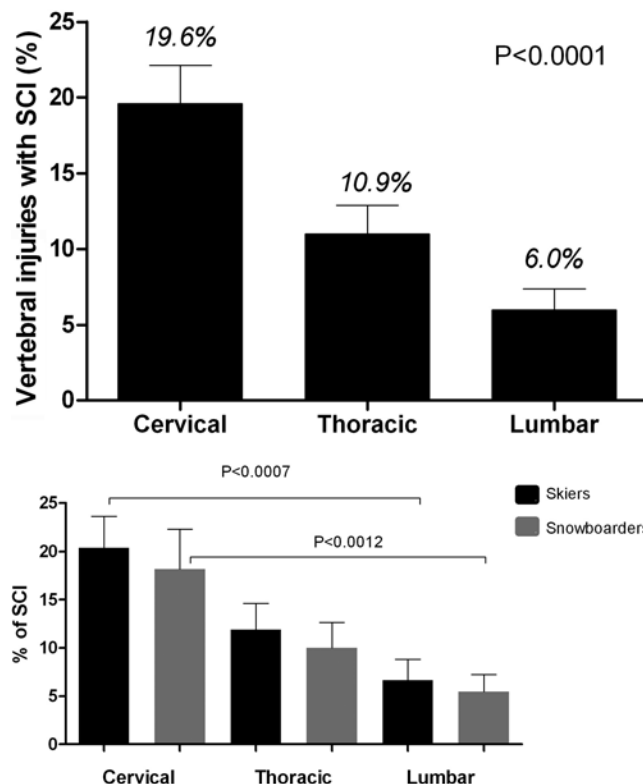 Vertebral injuries with SCI (%)
25
20
15
10
5
0
19.6%
10.9%
6.0%
P<0.0001
Cervical Thoracic Lumbar
P<0.0007
P<0.0012
Skiers
Snowboarders
% of SCI
25
20
15
10
5
0
Cervical Thoracic Lumbar